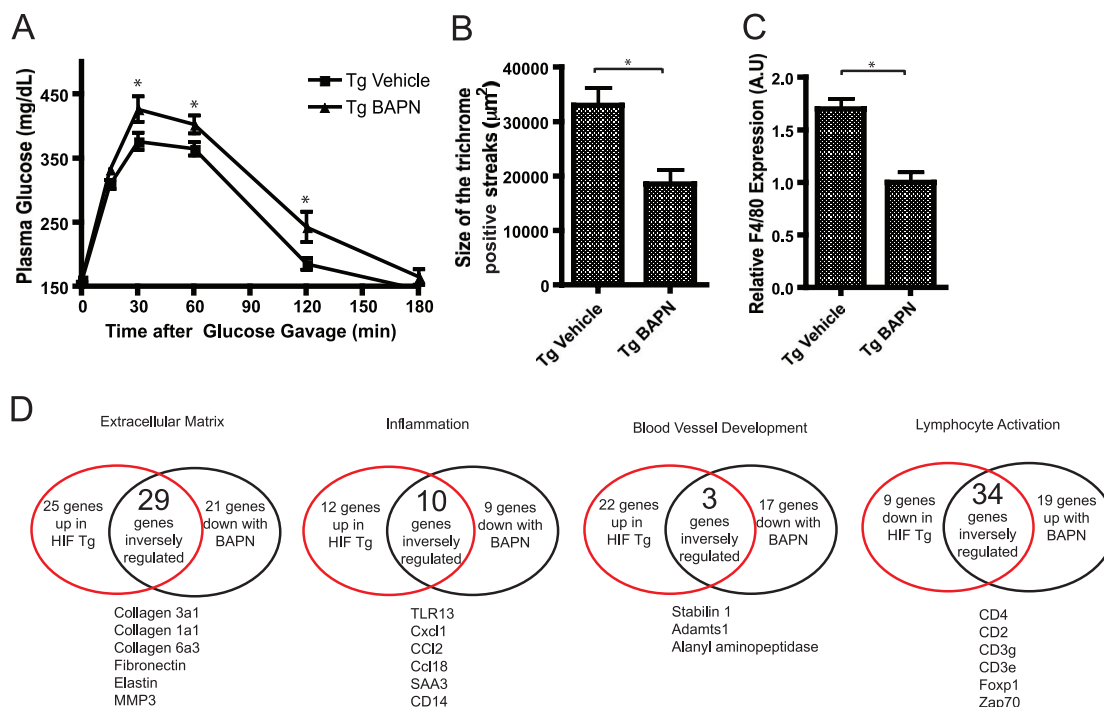 A
Plasma Glucose (mg/dL)
450
350
250
150
0 30 60 90 120 150 180
Time after Glucose Gavage (min)
* * *
Tg Vehicle
Tg BAPN
B
Size of the trichrome
positive streaks (μm²)
40000
30000
20000
10000
0
*
Tg Vehicle
Tg BAPN
C
Relative F4/80 Expression (A.U)
2.0
1.5
1.0
0.5
0.0
*
Tg Vehicle
Tg BAPN
D
Extracellular Matrix
25 genes
up in
HIF Tg
29
genes
inversely
regulated
21 genes
down with
BAPN
Collagen 3a1
Collagen 1a1
Collagen 6a3
Fibronectin
Elastin
MMP3
Inflammation
12 genes
up in
HIF Tg
10
genes
inversely
regulated
9 genes
down with
BAPN
TLR13
Cxcl1
CCl2
Ccl18
SAA3
CD14
Blood Vessel Development
22 genes
up in
HIF Tg
3
genes
inversely
regulated
17 genes
down with
BAPN
Stabilin 1
Adamts1
Alanyl aminopeptidase
Lymphocyte Activation
9 genes
down in
HIF Tg
34
genes
inversely
regulated
19 genes
up with
BAPN
CD4
CD2
CD3g
CD3e
Foxp1
Zap70